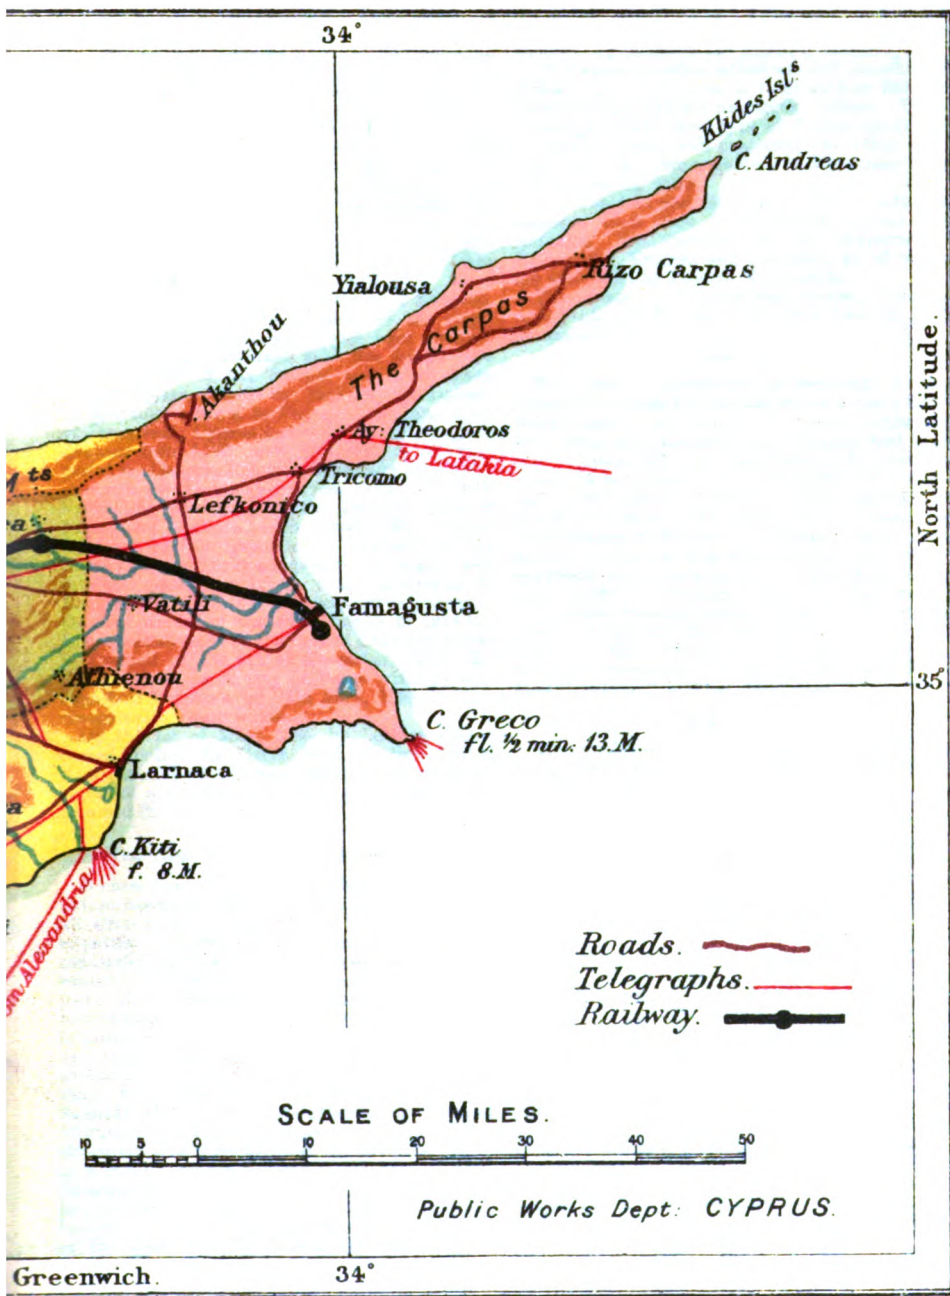 34°
Klides Isls
C. Andreas
Rizo Carpas
Yialousa
The Carpas
Akanthou
Ay: Theodoros
to Latakia
Tricomo
Mts
Lefkonico
Famagusta
Vatili
Athienou
North Latitude.
35°
C. Greco
fl. ½ min: 13.M.
Larnaca
C. Kiti
f. 8.M.
Alexandria
Roads.
Telegraphs.
Railway.
SCALE OF MILES.
10 5 0 10 20 30 40 50
Public Works Dept: CYPRUS.
Greenwich.
34°